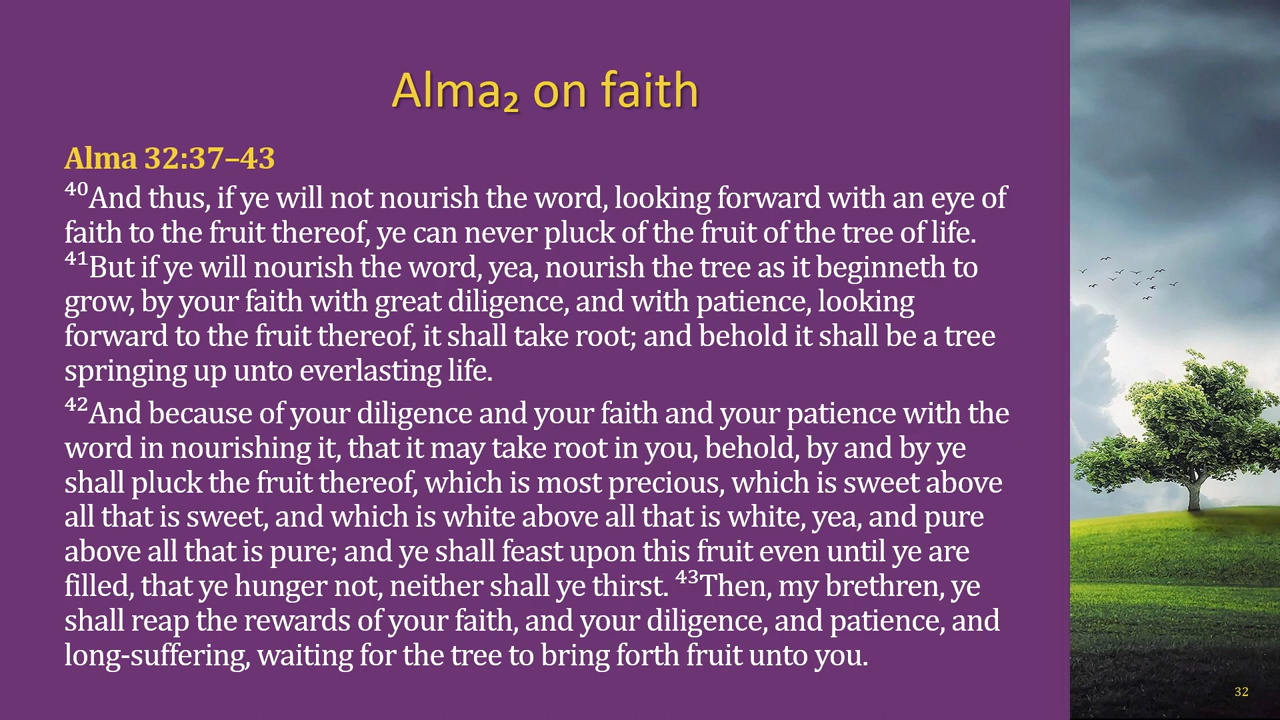 Alma₂ on faith
Alma 32:37–43
⁴⁰And thus, if ye will not nourish the word, looking forward with an eye of
faith to the fruit thereof, ye can never pluck of the fruit of the tree of life.
⁴¹But if ye will nourish the word, yea, nourish the tree as it beginneth to
grow, by your faith with great diligence, and with patience, looking
forward to the fruit thereof, it shall take root; and behold it shall be a tree
springing up unto everlasting life.
⁴²And because of your diligence and your faith and your patience with the
word in nourishing it, that it may take root in you, behold, by and by ye
shall pluck the fruit thereof, which is most precious, which is sweet above
all that is sweet, and which is white above all that is white, yea, and pure
above all that is pure; and ye shall feast upon this fruit even until ye are
filled, that ye hunger not, neither shall ye thirst. ⁴³Then, my brethren, ye
shall reap the rewards of your faith, and your diligence, and patience, and
long-suffering, waiting for the tree to bring forth fruit unto you.
32